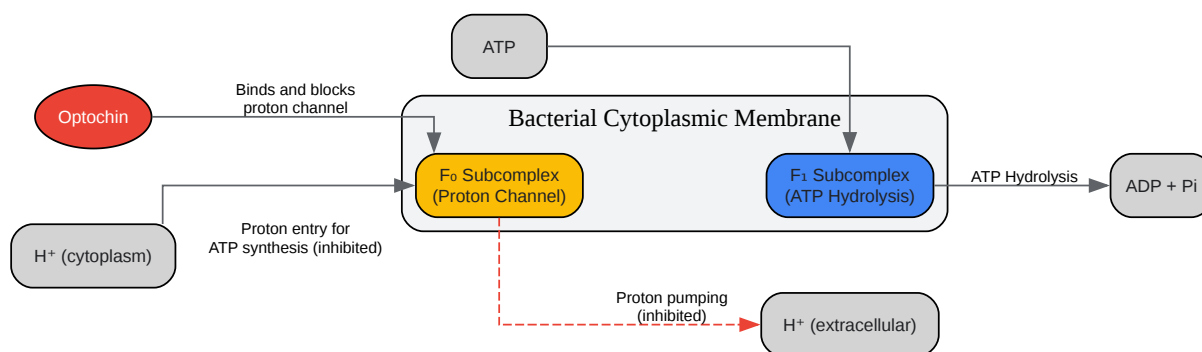 ATP
Binds and blocks
proton channel
Optochin
Bacterial Cytoplasmic Membrane
F₀ Subcomplex
(Proton Channel)
F₁ Subcomplex
(ATP Hydrolysis)
ATP Hydrolysis
ADP + Pi
H⁺ (cytoplasm)
Proton entry for
ATP synthesis (inhibited)
Proton pumping
(inhibited)
H⁺ (extracellular)